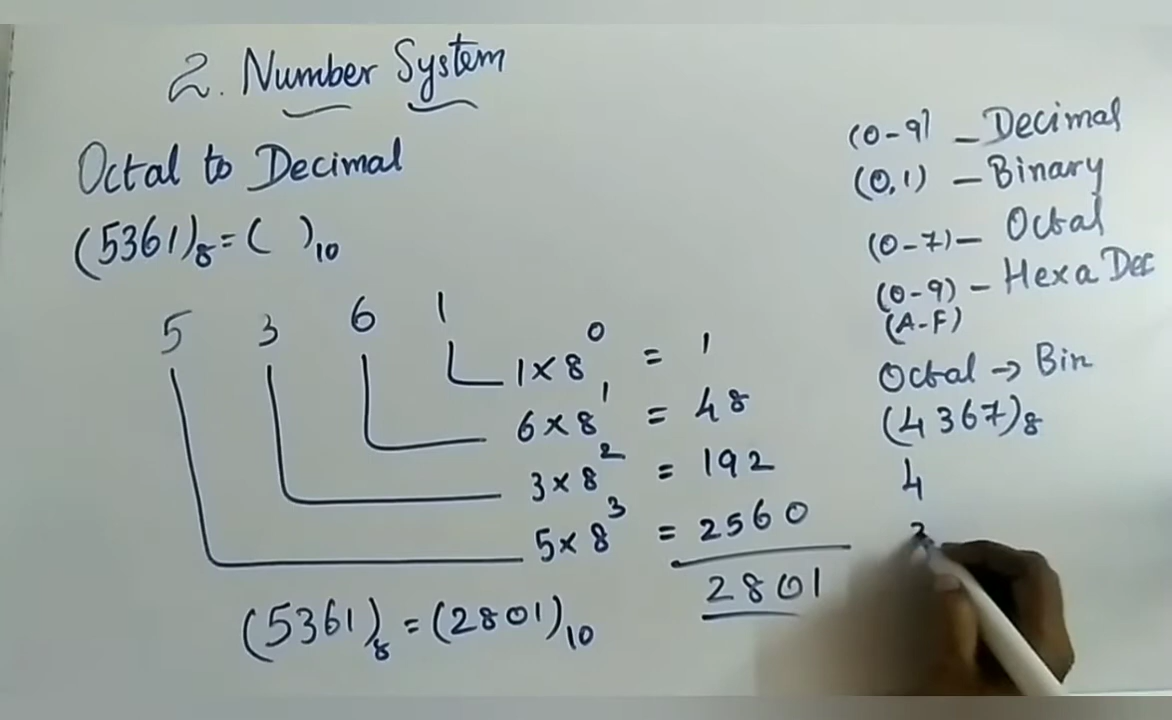 2. Number System
Octal to Decimal
(5361)₈ = ( )₁₀
5 3 6 1
1 × 8⁰ = 1
6 × 8¹ = 48
3 × 8² = 192
5 × 8³ = 2560
2801
(5361)₈ = (2801)₁₀
(0-9) - Decimal
(0,1) - Binary
(0-7) - Octal
(0-9) - Hexa Dec
(A-F)
Octal → Bin
(4367)₈
4